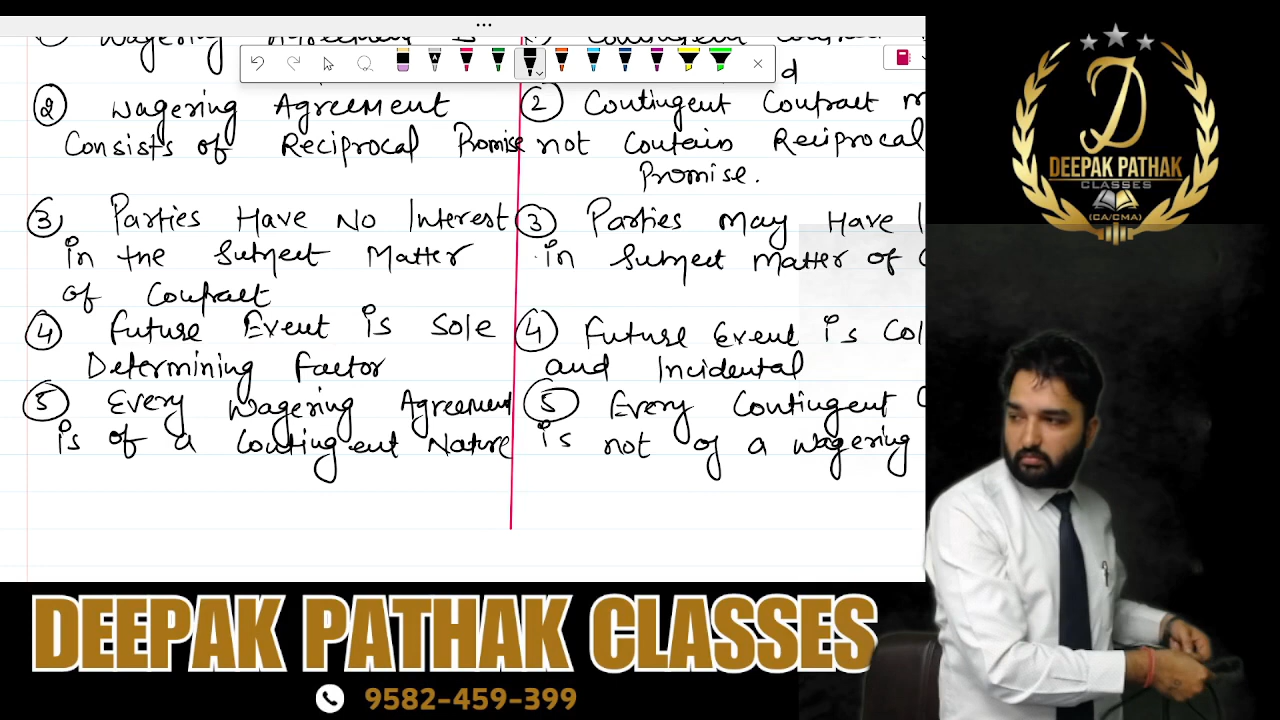 Wagering Agreement is
② Wagering Agreement
Consists of Reciprocal Promise
③ Parties Have No Interest
in the Subject Matter
of Contract
④ Future Event is Sole
Determining Factor
⑤ Every Wagering Agreement
is of a Contingent Nature
d
② Contingent Contract
not Contain Reciprocal
Promise.
③ Parties may Have
in Subject Matter of
④ Future Event is
and Incidental
⑤ Every Contingent
is not of a wagering
D
DEEPAK PATHAK
CLASSES
(CA/CMA)
DEEPAK PATHAK CLASSES
9582-459-399